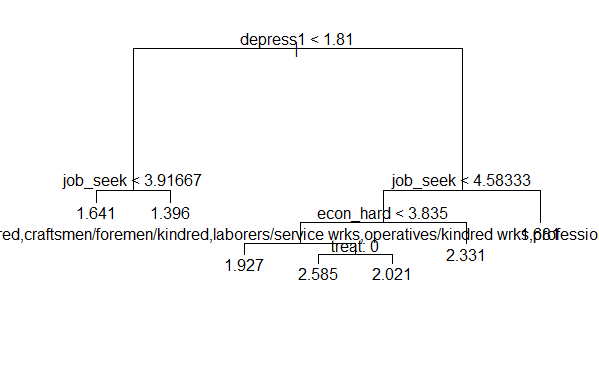 depress1 < 1.81
job_seek < 3.91667
job_seek < 4.58333
1.641
1.396
econ_hard < 3.835
red,craftsmen/foremen/kindred,laborers/service wrks,operatives/kindred wrks,professio
treat: 0
2.331
1.927
2.585
2.021